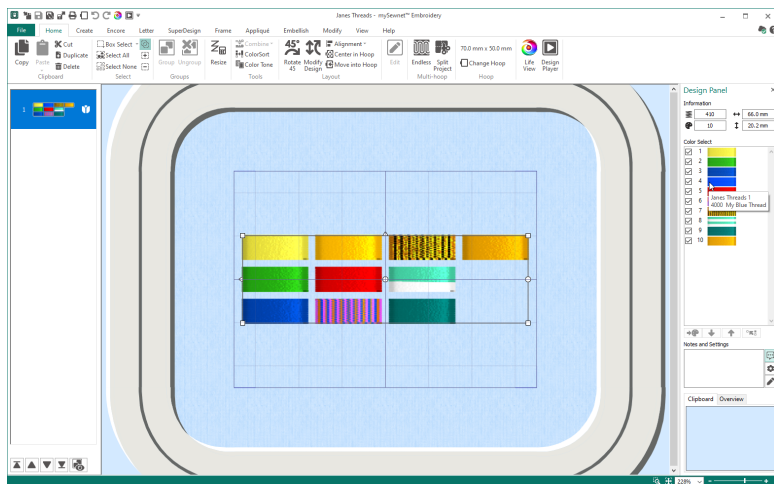 Janes Threads - mySewnet™ Embroidery
File Home Create Encore Letter SuperDesign Frame Appliqué Embellish Modify View Help
Copy Paste Cut Duplicate Delete Clipboard
Box Select Select All Select None Select
Group Ungroup Groups
Resize
Combine ColorSort Color Tone Tools
Rotate 45 Modify Design Alignment Center in Hoop Move into Hoop Layout
Edit
Endless Split Project Multi-hoop
70.0 mm x 50.0 mm Change Hoop Hoop
Life View Design Player
1
Design Panel
Information
410 66.0 mm
10 20.2 mm
Color Select
1
2
3
4
5
Janes Threads 1
6
4000 My Blue Thread
7
8
9
10
Notes and Settings
Clipboard Overview
228%